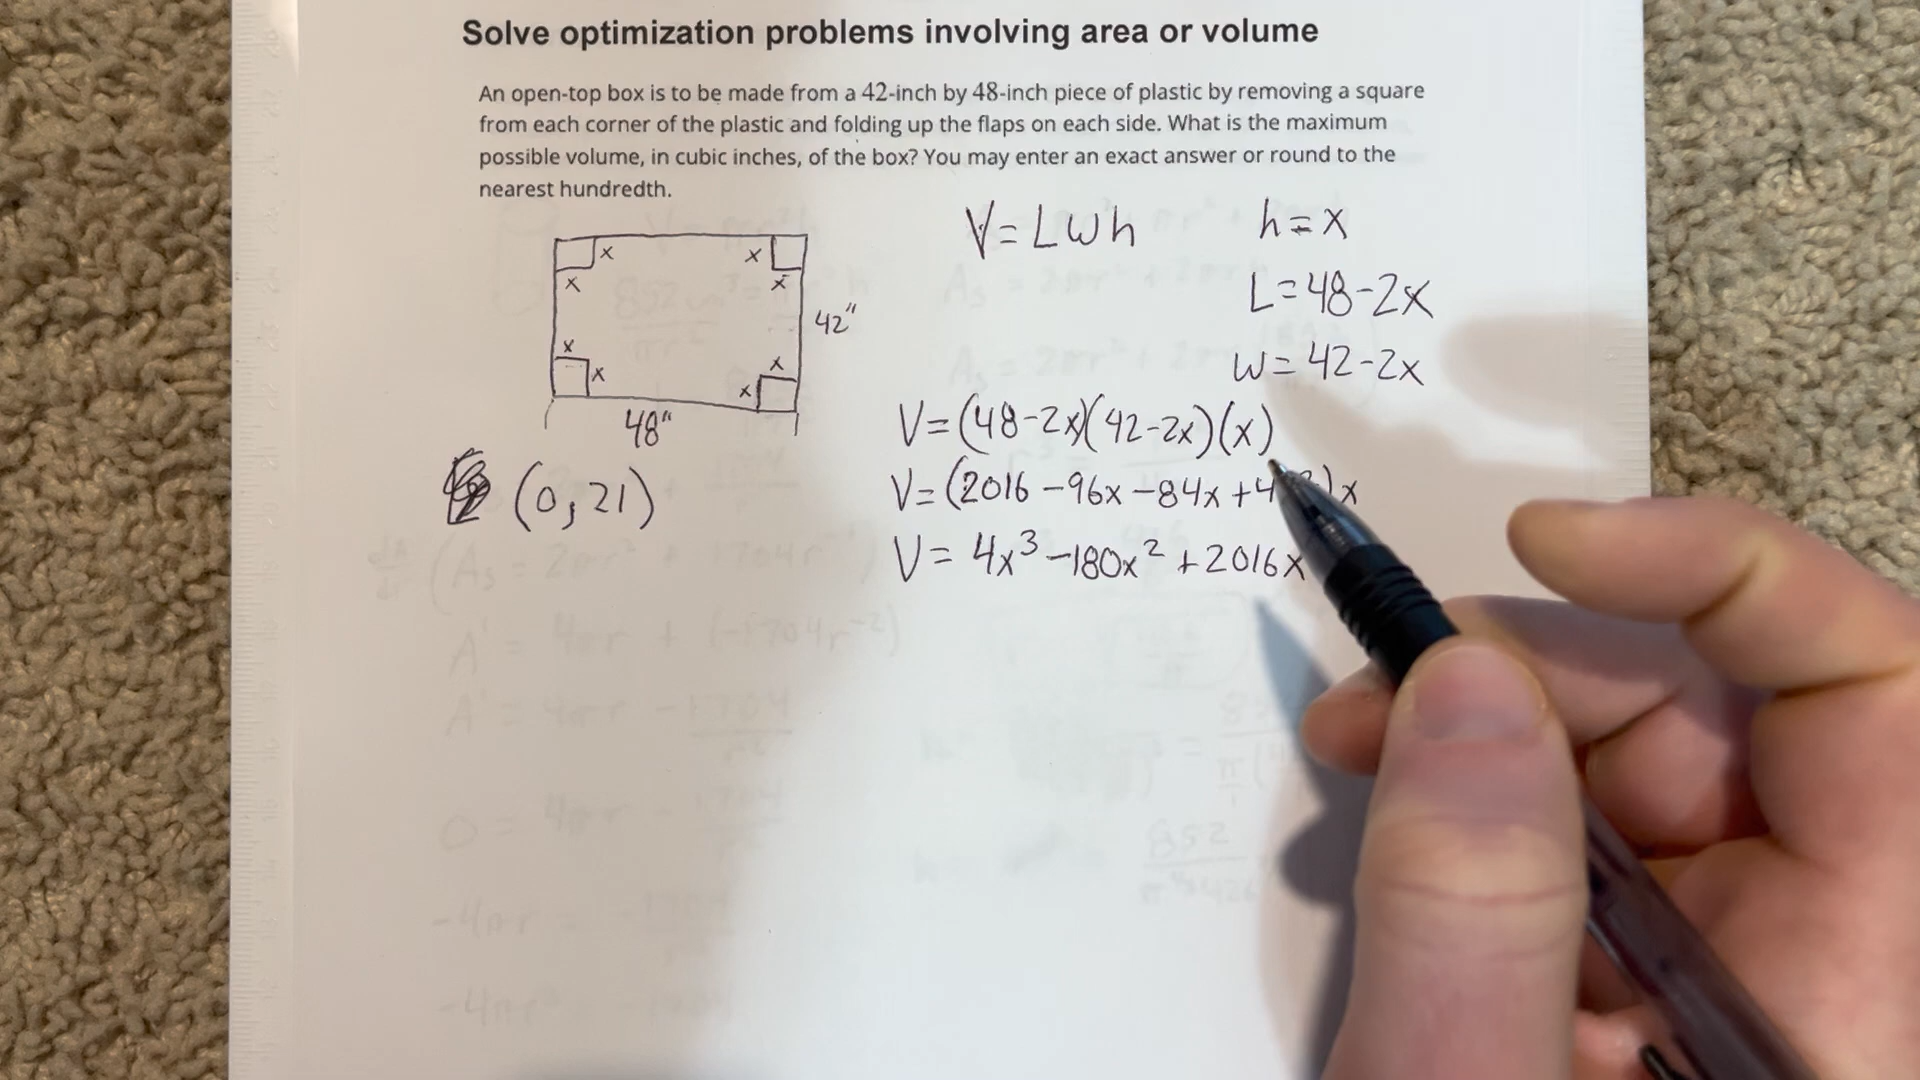 Solve optimization problems involving area or volume
An open-top box is to be made from a 42-inch by 48-inch piece of plastic by removing a square
from each corner of the plastic and folding up the flaps on each side. What is the maximum
possible volume, in cubic inches, of the box? You may enter an exact answer or round to the
nearest hundredth.
V = L w h
h = x
L = 48 - 2x
w = 42 - 2x
x x
x x
42"
x x
x x
48"
(0, 21)
V = (48 - 2x)(42 - 2x)(x)
V = (2016 - 96x - 84x + 4 )x
V = 4x³ - 180x² + 2016x